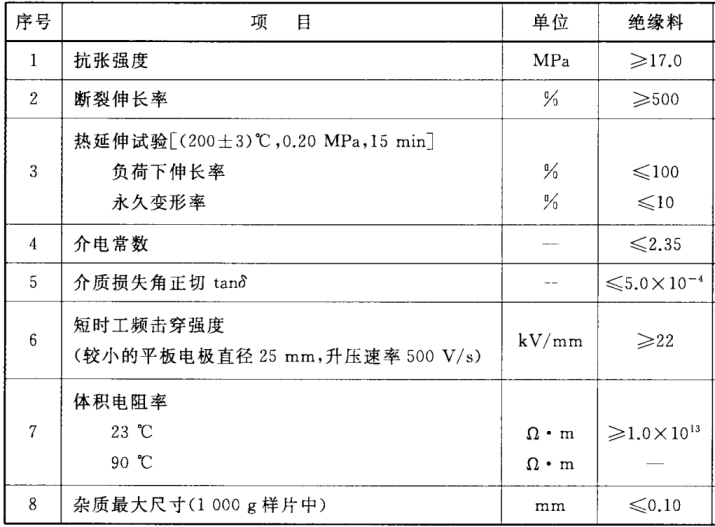 序号 项 目 单位 绝缘料
1 抗张强度 MPa ≥17.0
2 断裂伸长率 % ≥500
热延伸试验[(200±3)℃,0.20 MPa,15 min]
3 负荷下伸长率 % ≤100
永久变形率 % ≤10
4 介电常数 — ≤2.35
5 介质损失角正切 tanδ — ≤5.0×10⁻⁴
短时工频击穿强度
6 kV/mm ≥22
(较小的平板电极直径 25 mm,升压速率 500 V/s)
体积电阻率
7 23 ℃ Ω·m ≥1.0×10¹³
90 ℃ Ω·m —
8 杂质最大尺寸(1 000 g 样片中) mm ≤0.10